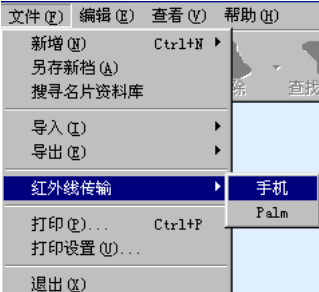 文件(F) 编辑(E) 查看(V) 帮助(H)
新增(N) Ctrl+N
另存新档(A)
搜寻名片资料库
除 查找
导入(I)
导出(E)
红外线传输
手机
Palm
打印(P)... Ctrl+P
打印设置(U)...
退出(X)